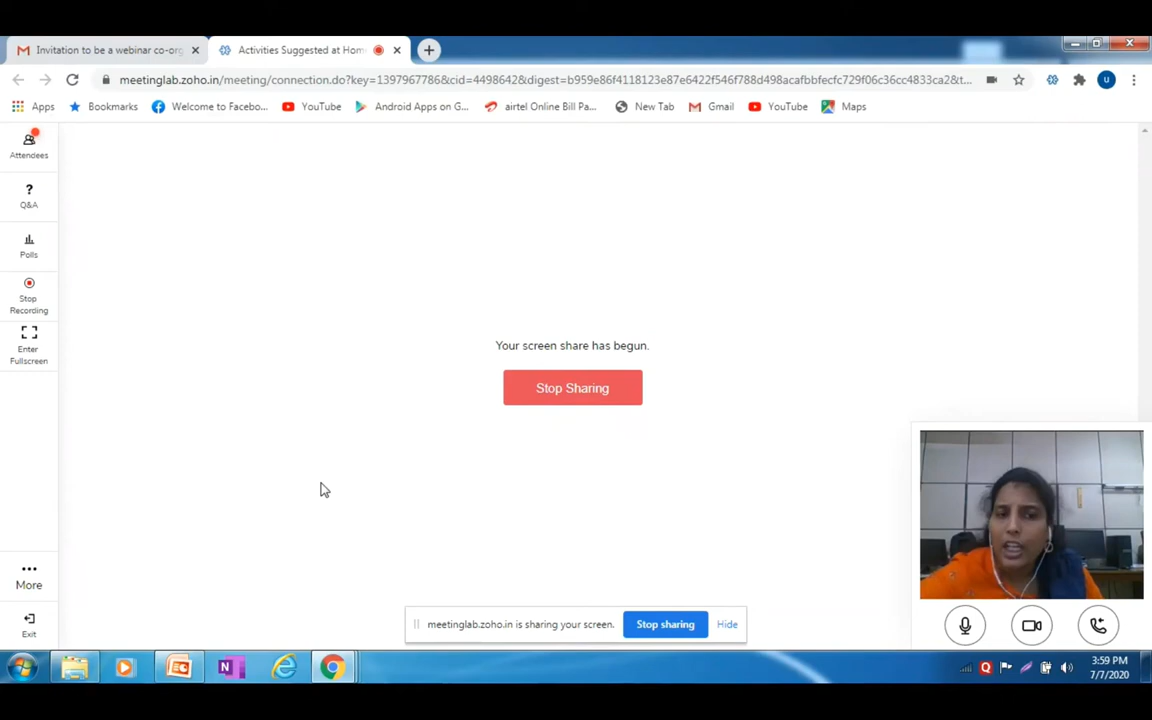 Invitation to be a webinar co-org
Activities Suggested at Hom
meetinglab.zoho.in/meeting/connection.do?key=1397967786&cid=4498642&digest=b959e86f4118123e87e6422f546f788d498acafbbfecfc729f06c36cc4833ca2&t...
Apps Bookmarks Welcome to Facebo... YouTube Android Apps on G... airtel Online Bill Pa... New Tab Gmail YouTube Maps
Attendees
?
Q&A
Polls
Stop
Recording
Enter
Fullscreen
Your screen share has begun.
Stop Sharing
More
Exit
meetinglab.zoho.in is sharing your screen. Stop sharing Hide
3:59 PM
7/7/2020